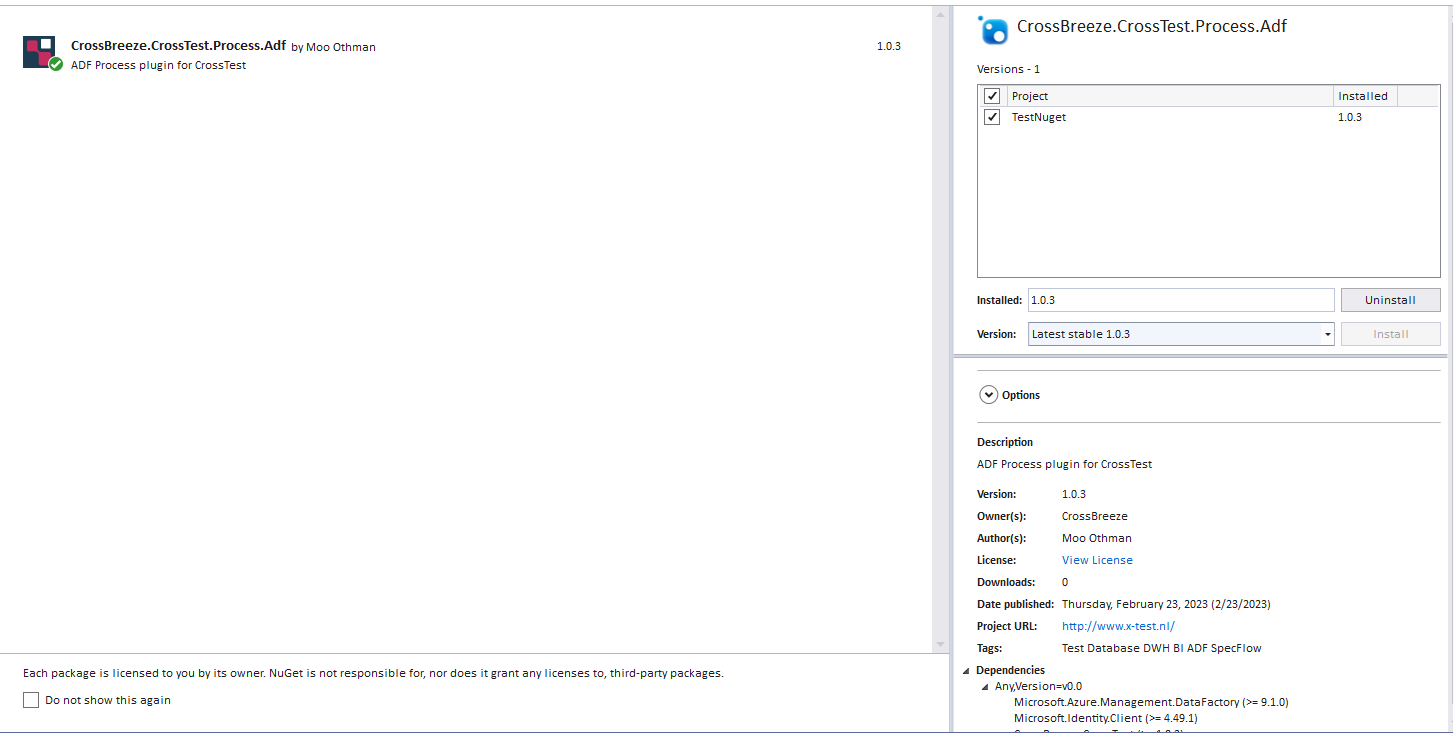 CrossBreeze.CrossTest.Process.Adf by Moo Othman 1.0.3
ADF Process plugin for CrossTest
Each package is licensed to you by its owner. NuGet is not responsible for, nor does it grant any licenses to, third-party packages.
Do not show this again
CrossBreeze.CrossTest.Process.Adf
Versions - 1
Project Installed
TestNuget 1.0.3
Installed: 1.0.3 Uninstall
Version: Latest stable 1.0.3 Install
Options
Description
ADF Process plugin for CrossTest
Version: 1.0.3
Owner(s): CrossBreeze
Author(s): Moo Othman
License: View License
Downloads: 0
Date published: Thursday, February 23, 2023 (2/23/2023)
Project URL: http://www.x-test.nl/
Tags: Test Database DWH BI ADF SpecFlow
Dependencies
Any,Version=v0.0
Microsoft.Azure.Management.DataFactory (>= 9.1.0)
Microsoft.Identity.Client (>= 4.49.1)